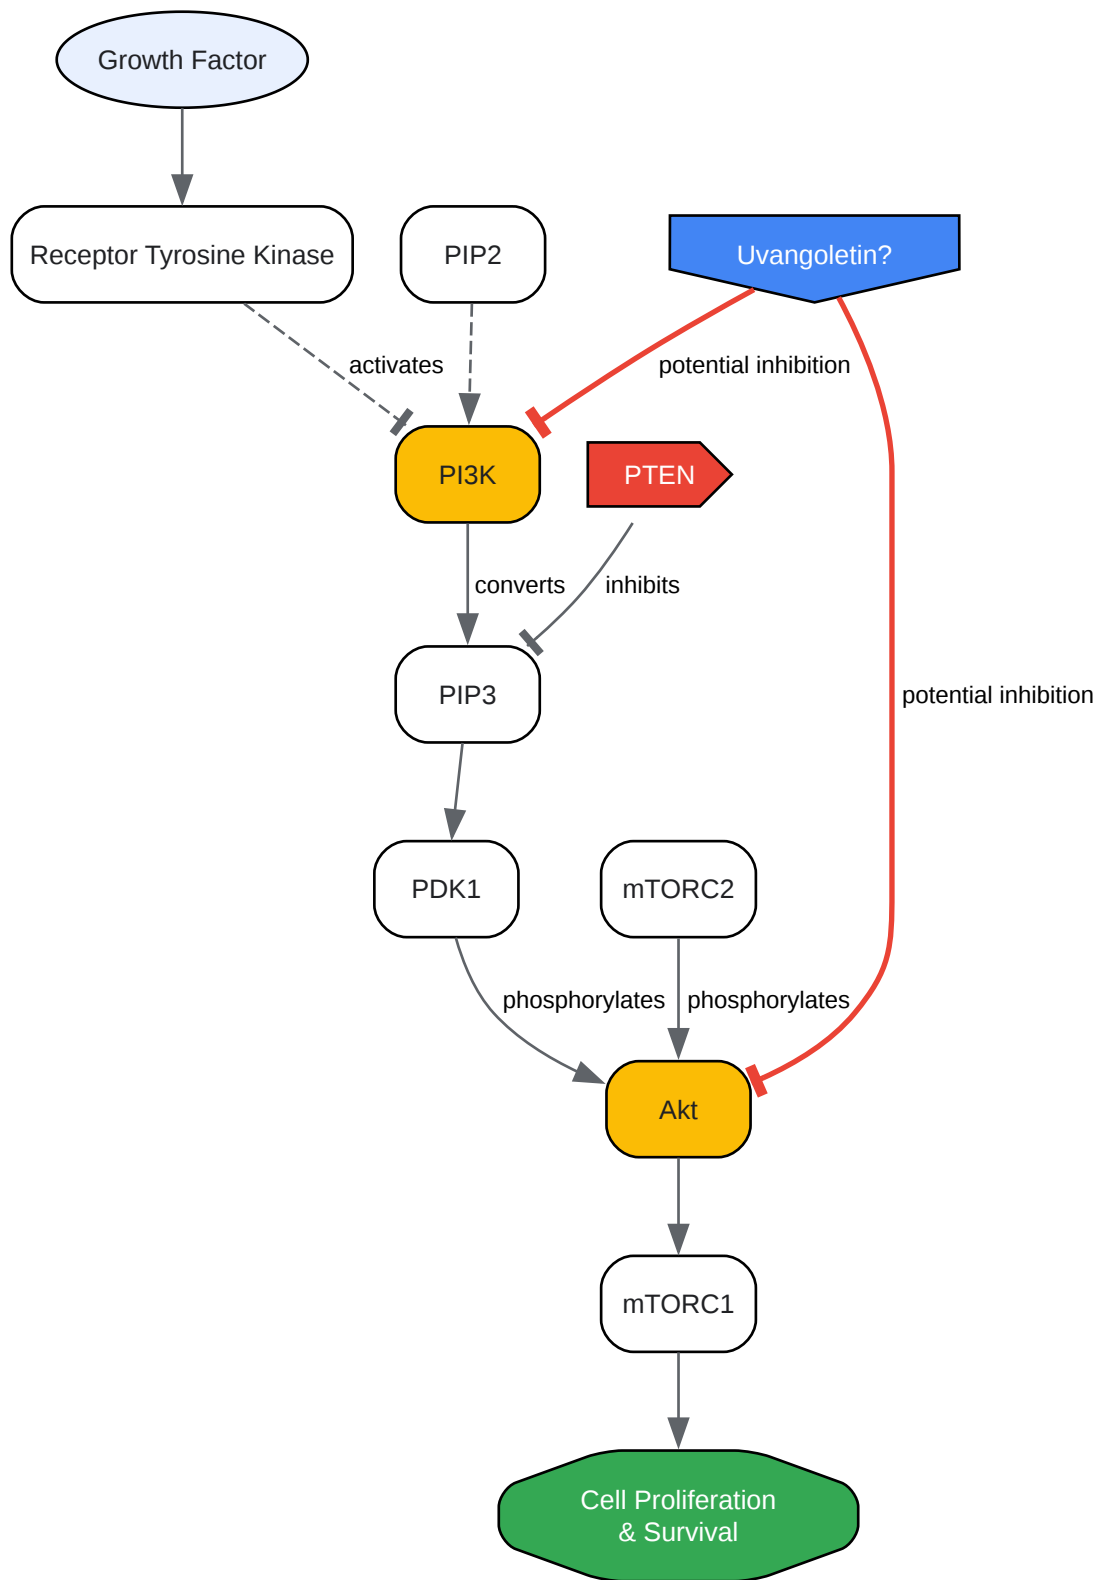 Growth Factor
Receptor Tyrosine Kinase
PIP2
Uvangoletin?
activates
potential inhibition
PI3K
PTEN
converts
inhibits
PIP3
potential inhibition
PDK1
mTORC2
phosphorylates
phosphorylates
Akt
mTORC1
Cell Proliferation
& Survival